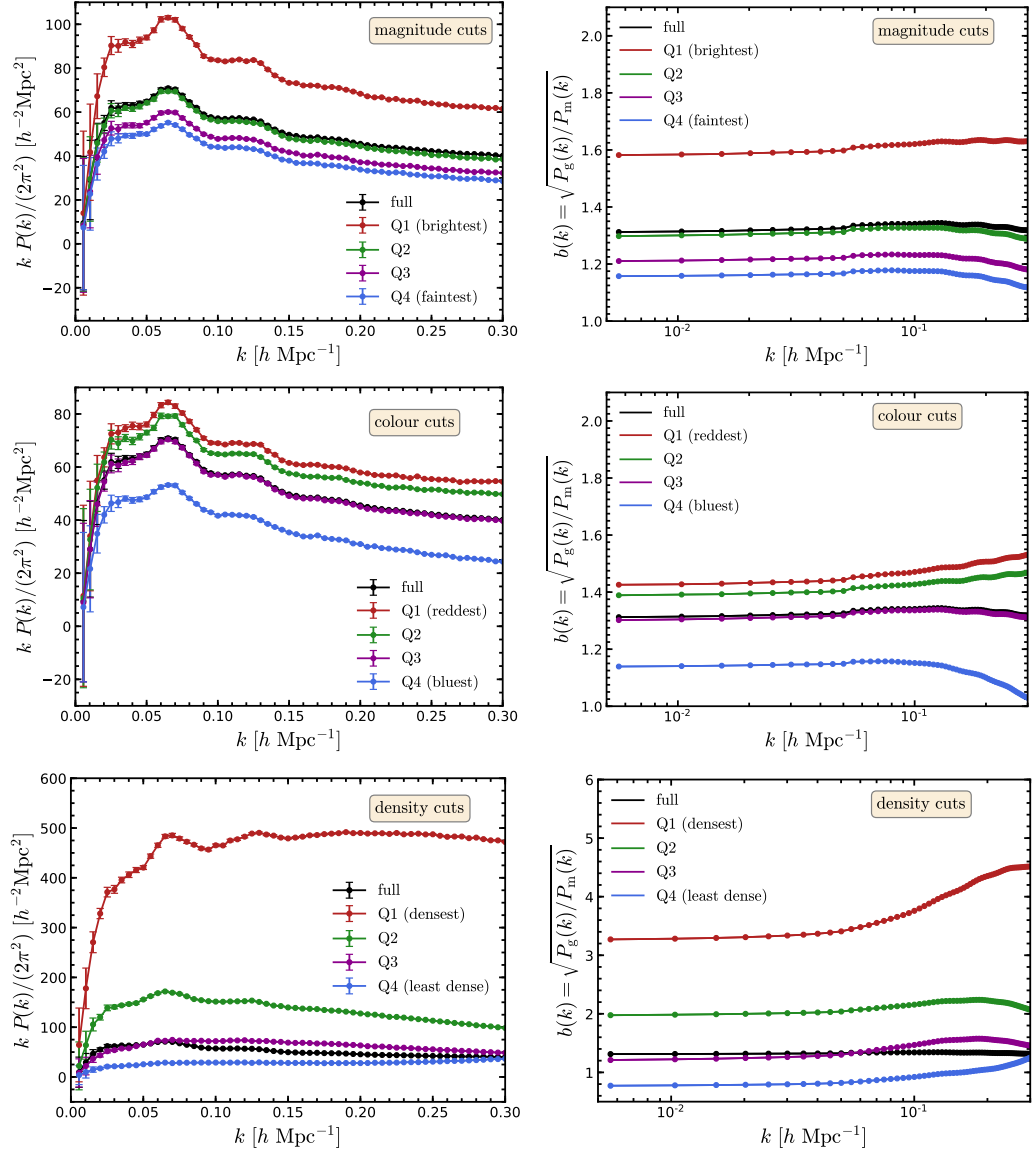 magnitude cuts
full
Q1 (brightest)
Q2
Q3
Q4 (faintest)
100
80
60
40
20
0
−20
0.00 0.05 0.10 0.15 0.20 0.25 0.30
k P(k)/(2π²) [h⁻²Mpc²]
k [h Mpc⁻¹]
full
Q1 (brightest)
Q2
Q3
Q4 (faintest)
magnitude cuts
2.0
1.8
1.6
1.4
1.2
1.0
10⁻² 10⁻¹
b(k) = √P_g(k)/P_m(k)
k [h Mpc⁻¹]
colour cuts
full
Q1 (reddest)
Q2
Q3
Q4 (bluest)
80
60
40
20
0
−20
0.00 0.05 0.10 0.15 0.20 0.25 0.30
k P(k)/(2π²) [h⁻²Mpc²]
k [h Mpc⁻¹]
full
Q1 (reddest)
Q2
Q3
Q4 (bluest)
colour cuts
2.0
1.8
1.6
1.4
1.2
1.0
10⁻² 10⁻¹
b(k) = √P_g(k)/P_m(k)
k [h Mpc⁻¹]
density cuts
full
Q1 (densest)
Q2
Q3
Q4 (least dense)
600
500
400
300
200
100
0
0.00 0.05 0.10 0.15 0.20 0.25 0.30
k P(k)/(2π²) [h⁻²Mpc²]
k [h Mpc⁻¹]
full
Q1 (densest)
Q2
Q3
Q4 (least dense)
density cuts
6
5
4
3
2
1
10⁻² 10⁻¹
b(k) = √P_g(k)/P_m(k)
k [h Mpc⁻¹]